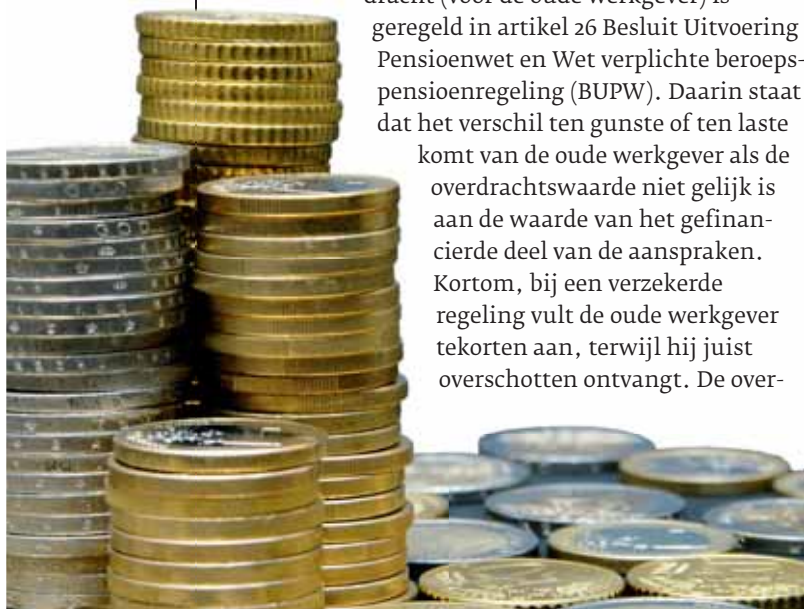 dracht (voor de oude werkgever) is
geregeld in artikel 26 Besluit Uitvoering
Pensioenwet en Wet verplichte beroeps-
pensioenregeling (BUPW). Daarin staat
dat het verschil ten gunste of ten laste
komt van de oude werkgever als de
overdrachtswaarde niet gelijk is
aan de waarde van het gefinan-
cierde deel van de aanspraken.
Kortom, bij een verzekerde
regeling vult de oude werkgever
tekorten aan, terwijl hij juist
overschotten ontvangt. De over-